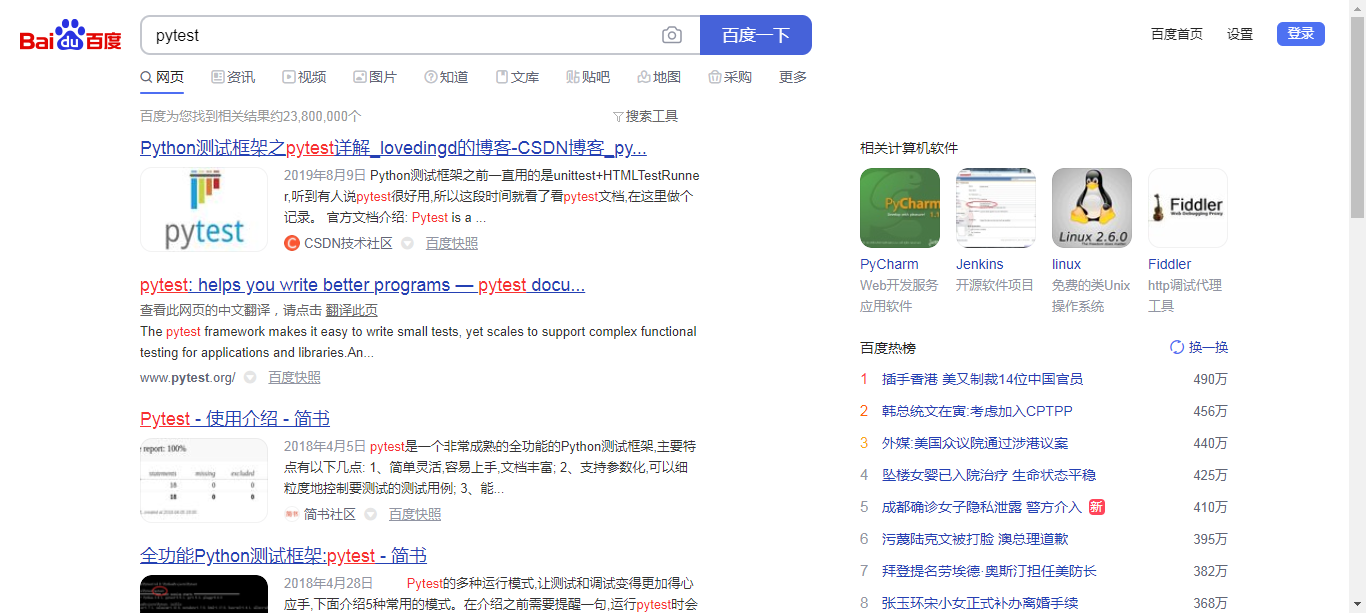 Bai du 百度
pytest
百度一下
百度首页 设置 登录
网页 资讯 视频 图片 知道 文库 贴吧 地图 采购 更多
百度为您找到相关结果约23,800,000个
搜索工具
Python测试框架之pytest详解_lovedingd的博客-CSDN博客_py...
pytest
2019年8月9日 Python测试框架之前一直用的是unittest+HTMLTestRunne
r,听到有人说pytest很好用,所以这段时间就看了看pytest文档,在这里做个
记录。 官方文档介绍: Pytest is a ...
CSDN技术社区 百度快照
pytest: helps you write better programs — pytest docu...
查看此网页的中文翻译，请点击 翻译此页
The pytest framework makes it easy to write small tests, yet scales to support complex functional
testing for applications and libraries.An...
www.pytest.org/ 百度快照
Pytest - 使用介绍 - 简书
report: 100%
statements missing excluded
18 0 0
18 0 0
2018年4月5日 pytest是一个非常成熟的全功能的Python测试框架,主要特
点有以下几点: 1、简单灵活,容易上手,文档丰富; 2、支持参数化,可以细
粒度地控制要测试的测试用例; 3、能...
简书社区 百度快照
全功能Python测试框架:pytest - 简书
2018年4月28日 Pytest的多种运行模式,让测试和调试变得更加得心
应手,下面介绍5种常用的模式。在介绍之前需要提醒一句,运行pytest时会
相关计算机软件
PyCharm
Linux 2.6.0
Fiddler
Web Debugging Proxy
PyCharm
Web开发服务
应用软件
Jenkins
开源软件项目
linux
免费的类Unix
操作系统
Fiddler
http调试代理
工具
百度热榜 换一换
1 插手香港 美又制裁14位中国官员 490万
2 韩总统文在寅:考虑加入CPTPP 456万
3 外媒:美国众议院通过涉港议案 440万
4 坠楼女婴已入院治疗 生命状态平稳 425万
5 成都确诊女子隐私泄露 警方介入 新 410万
6 污蔑陆克文被打脸 澳总理道歉 395万
7 拜登提名劳埃德·奥斯汀担任美防长 382万
8 张玉环宋小女正式补办离婚手续 368万